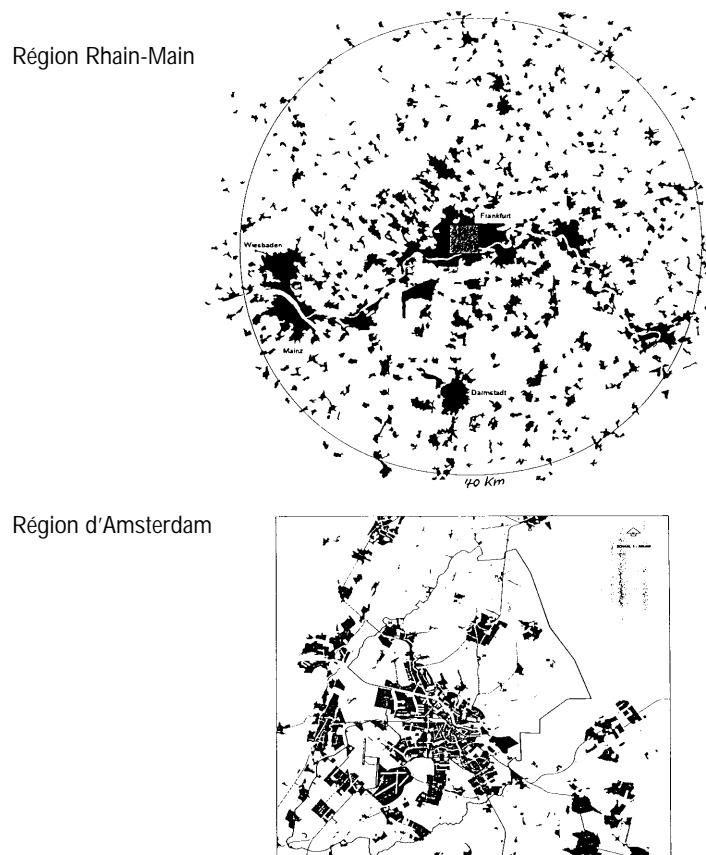 Région Rhain-Main
Frankfurt
Wiesbaden
Mainz
Darmstadt
40 Km
Région d'Amsterdam